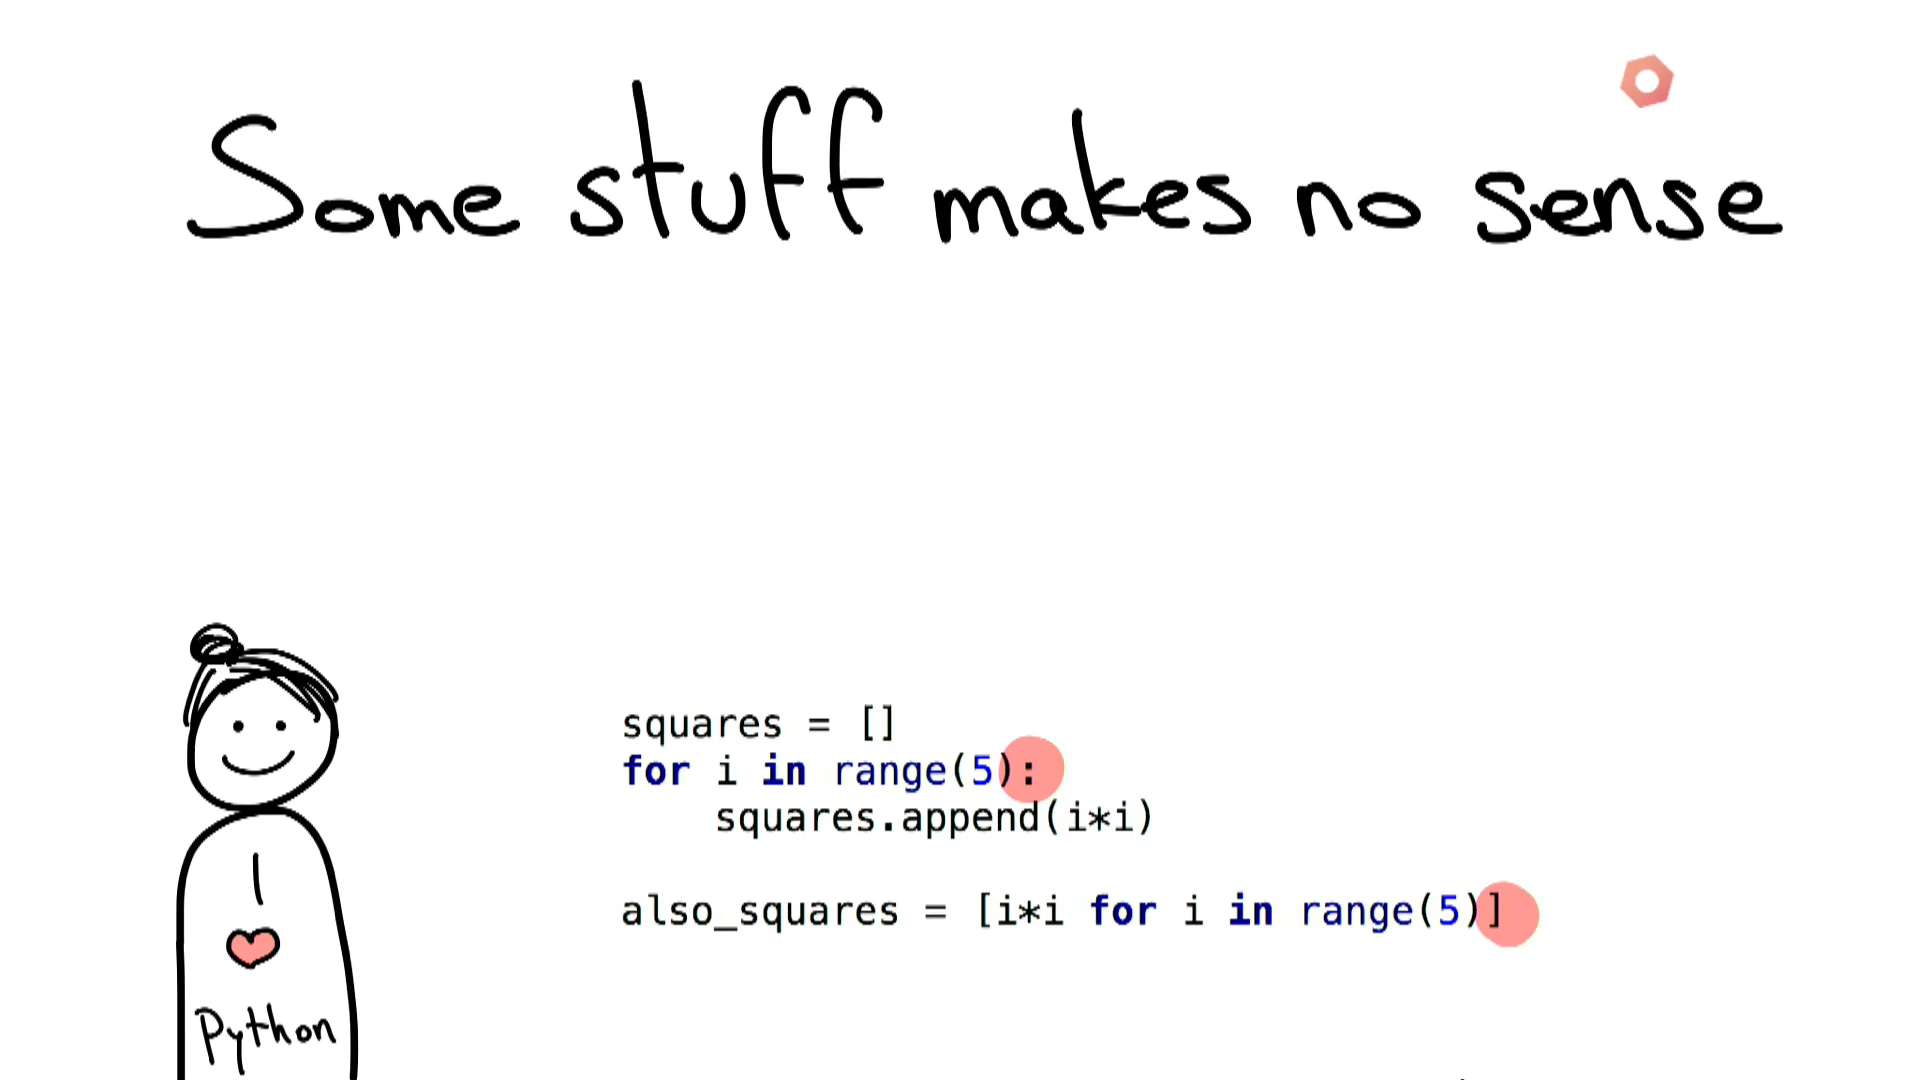 Some stuff makes no sense
squares = []
for i in range(5):
    squares.append(i*i)
also_squares = [i*i for i in range(5)]
I
Python